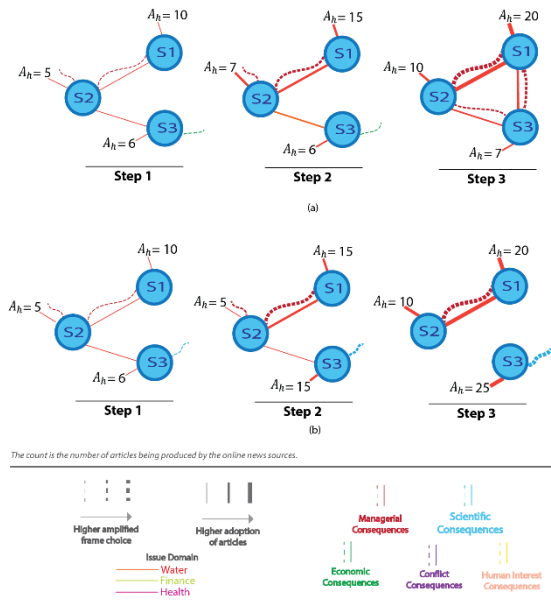 A_h = 10
S1
A_h = 5
S2
S3
A_h = 6
Step 1
A_h = 15
S1
A_h = 7
S2
S3
A_h = 6
Step 2
A_h = 20
S1
A_h = 10
S2
S3
A_h = 7
Step 3
(a)
A_h = 10
S1
A_h = 5
S2
S3
A_h = 6
Step 1
A_h = 15
S1
A_h = 5
S2
S3
A_h = 15
Step 2
A_h = 20
S1
A_h = 10
S2
S3
A_h = 25
Step 3
(b)
The count is the number of articles being produced by the online news sources.
Higher amplified
frame choice
Higher adoption
of articles
Issue Domain
Water
Finance
Health
Managerial
Consequences
Scientific
Consequences
Economic
Consequences
Conflict
Consequences
Human Interest
Consequences